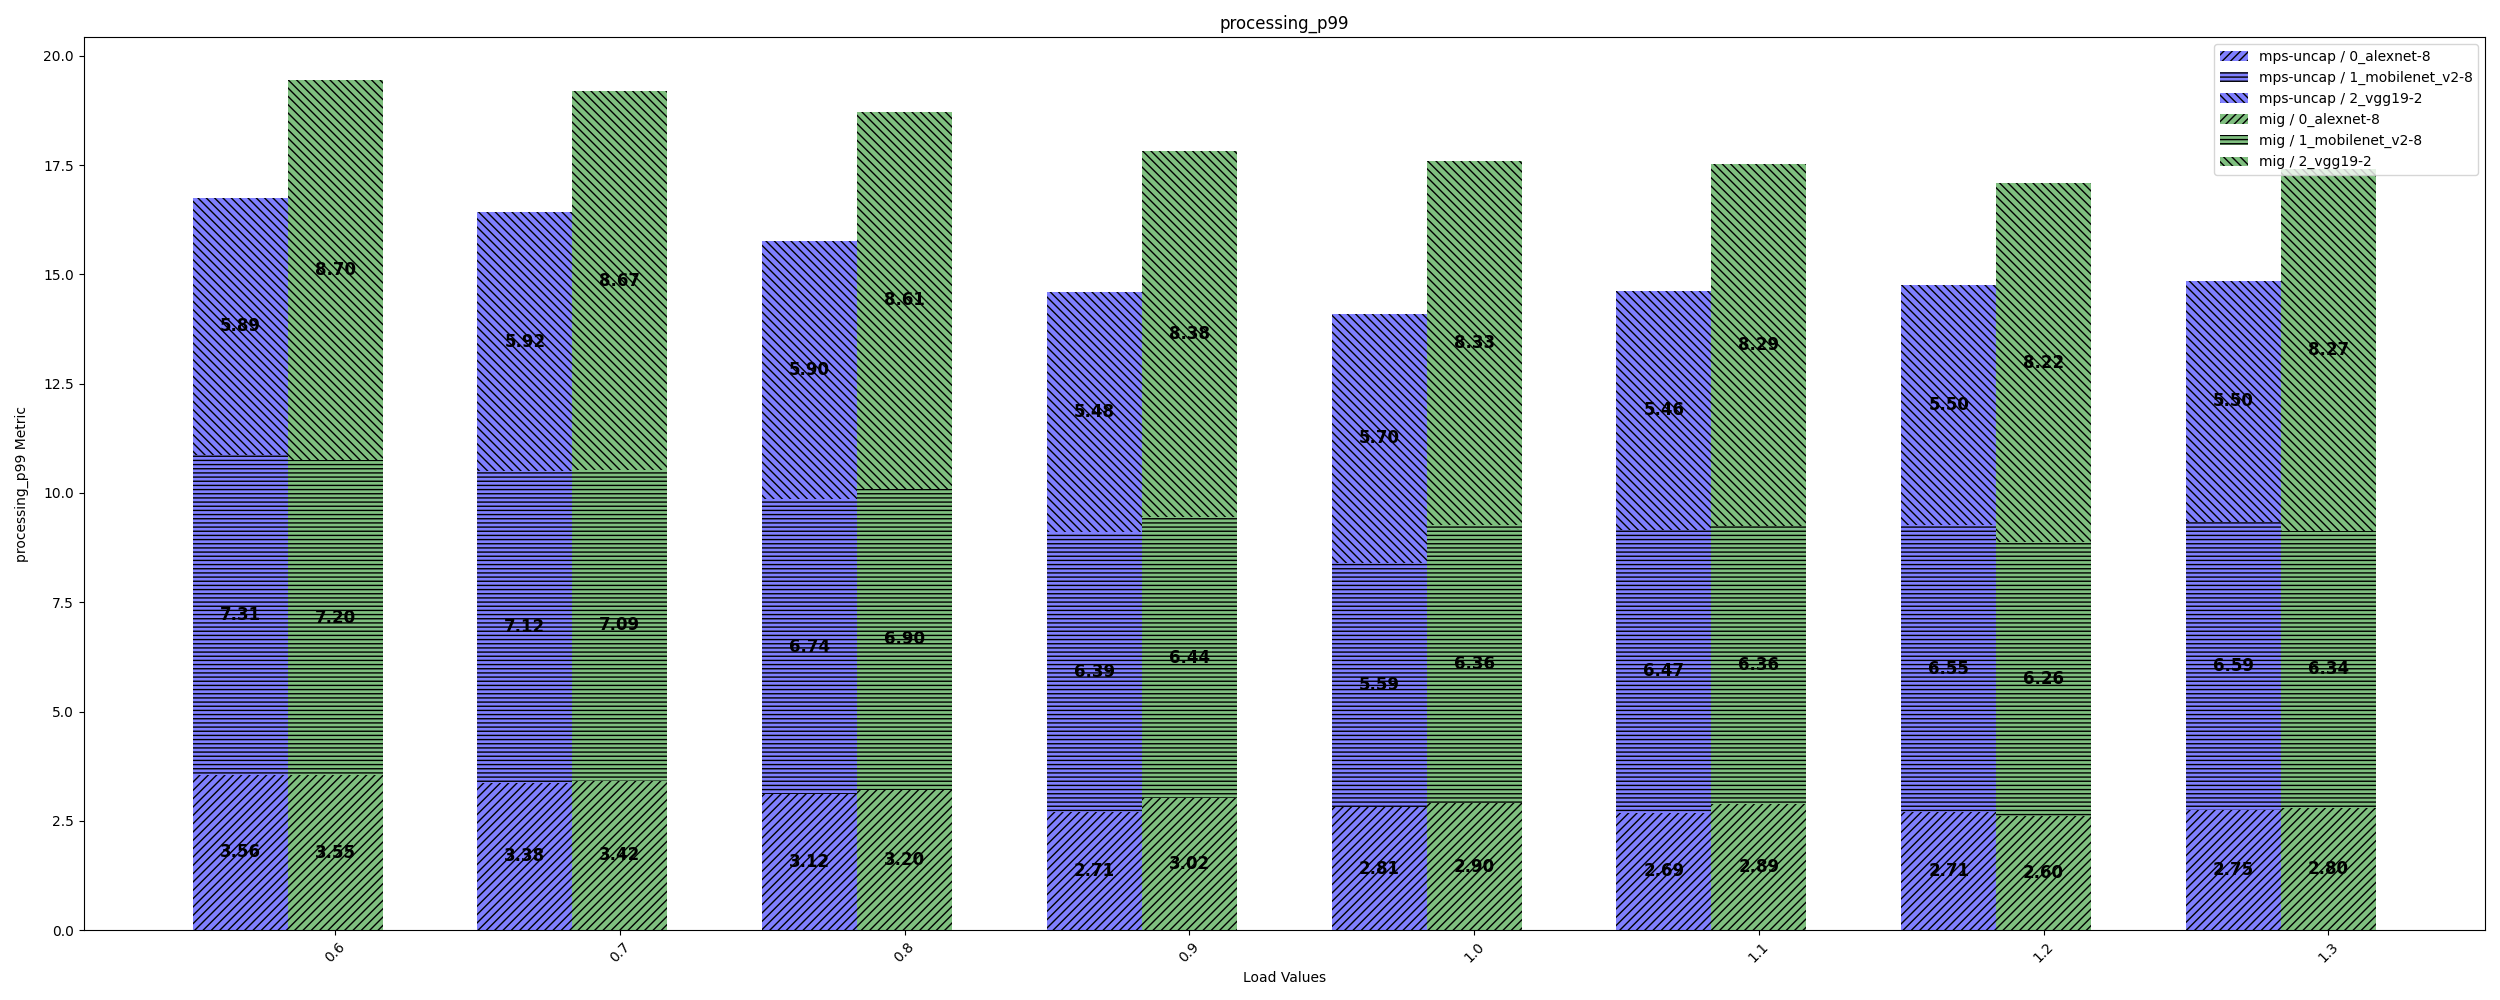 processing_p99
mps-uncap / 0_alexnet-8
mps-uncap / 1_mobilenet_v2-8
mps-uncap / 2_vgg19-2
mig / 0_alexnet-8
mig / 1_mobilenet_v2-8
mig / 2_vgg19-2
processing_p99 Metric
20.0
17.5
15.0
12.5
10.0
7.5
5.0
2.5
0.0
5.89 8.70 5.92 8.67 5.90 8.61 5.48 8.38 5.70 8.33 5.46 8.29 5.50 8.22 5.50 8.27
7.31 7.20 7.12 7.09 6.74 6.90 6.39 6.44 5.59 6.36 6.47 6.36 6.55 6.26 6.59 6.34
3.56 3.55 3.38 3.42 3.12 3.20 2.71 3.02 2.81 2.90 2.69 2.89 2.71 2.60 2.75 2.80
0.6 0.7 0.8 0.9 1.0 1.1 1.2 1.3
Load Values